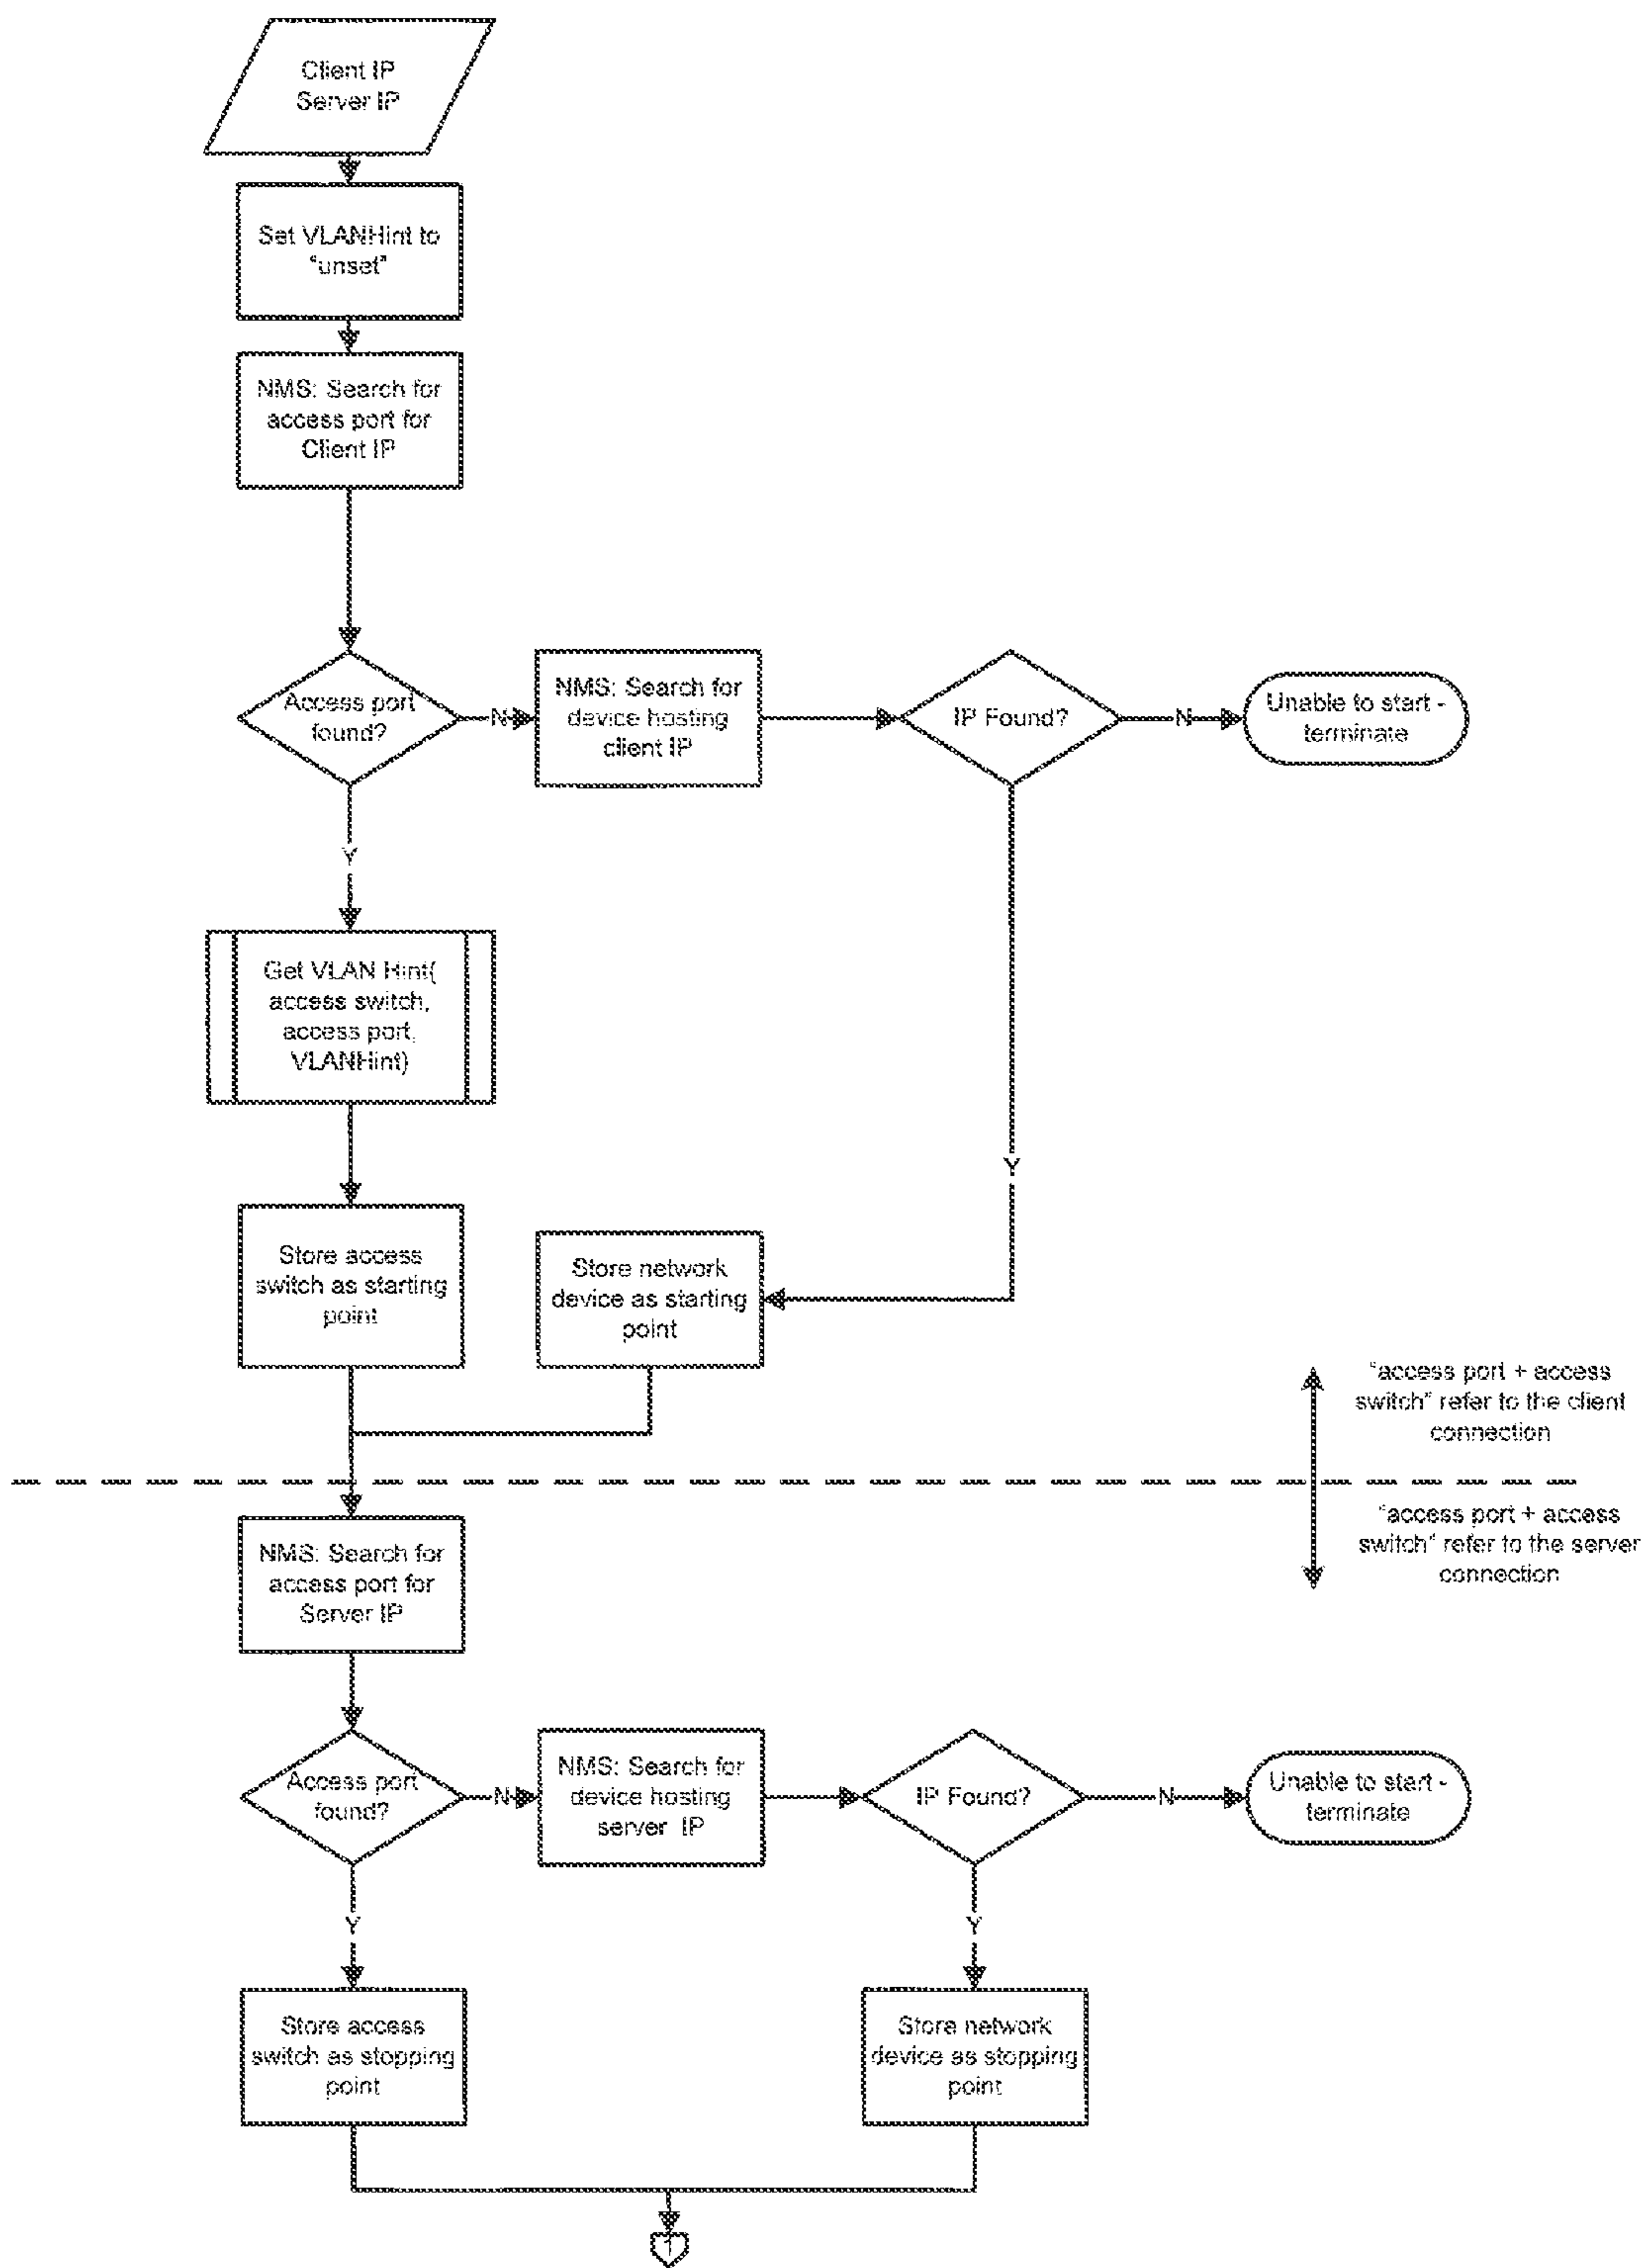 Client IP
Server IP
Set VLANHint to
"unset"
NMS: Search for
access port for
Client IP
Access port
found?
N
NMS: Search for
device hosting
client IP
IP Found?
N
Unable to start -
terminate
Y
Get VLAN Hint(
access switch,
access port,
VLANHint)
Y
Store access
switch as starting
point
Store network
device as starting
point
"access port + access
switch" refer to the client
connection
"access port + access
switch" refer to the server
connection
NMS: Search for
access port for
Server IP
Access port
found?
N
NMS: Search for
device hosting
server IP
IP Found?
N
Unable to start -
terminate
Y
Y
Store access
switch as stopping
point
Store network
device as stopping
point
1